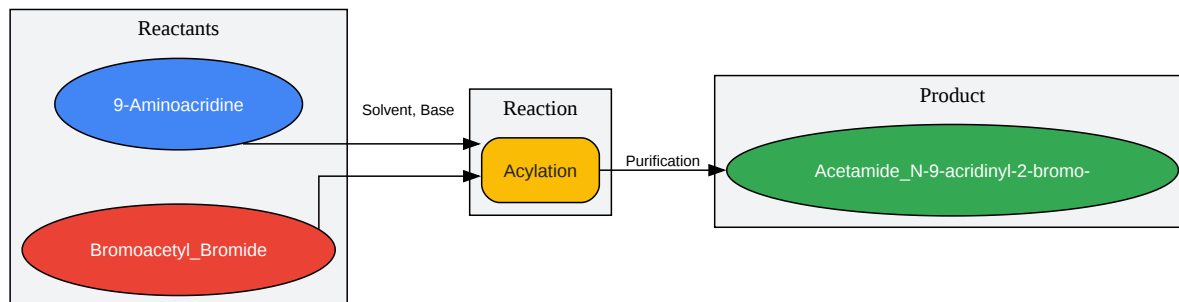 Reactants
9-Aminoacridine
Bromoacetyl_Bromide
Solvent, Base
Reaction
Acylation
Purification
Product
Acetamide_N-9-acridinyl-2-bromo-